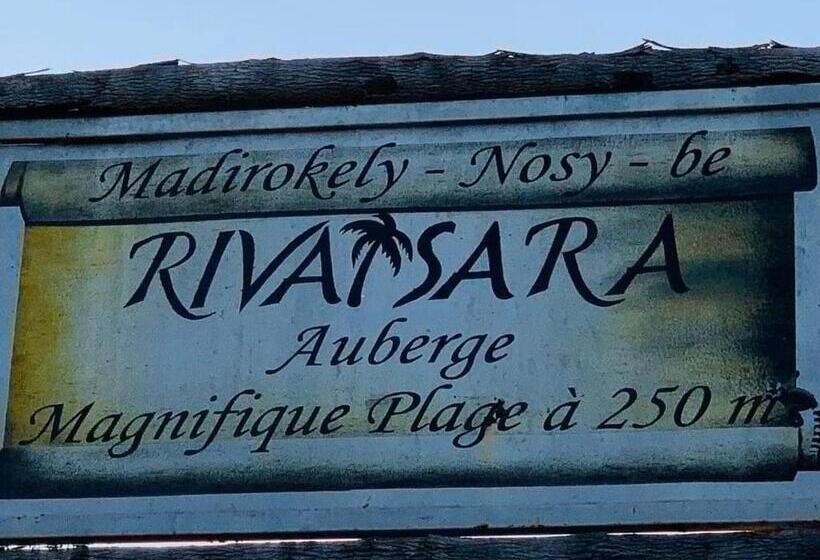 Madirokely - Nosy - be
RIVATSARA
Auberge
Magnifique Plage à 250 m